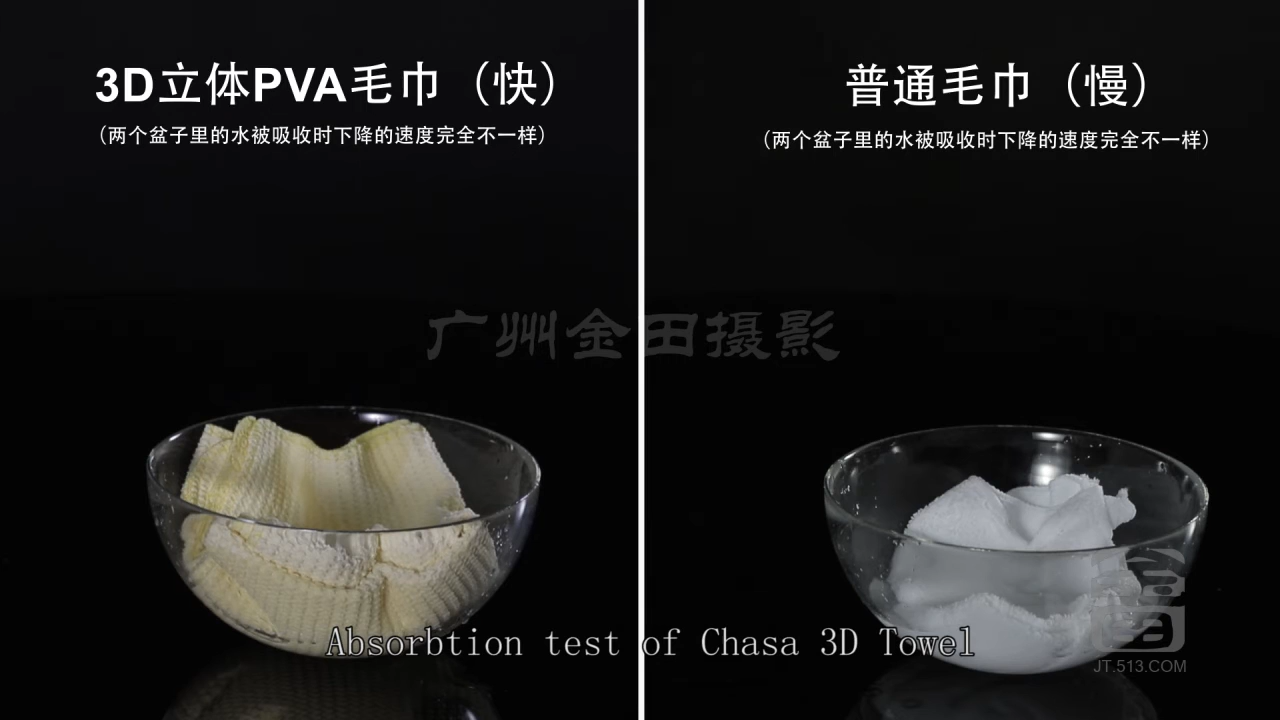 3D立体PVA毛巾（快）
（两个盆子里的水被吸收时下降的速度完全不一样）
普通毛巾（慢）
（两个盆子里的水被吸收时下降的速度完全不一样）
广州金田摄影
Absorbtion test of Chasa 3D Towel
JT.513.COM